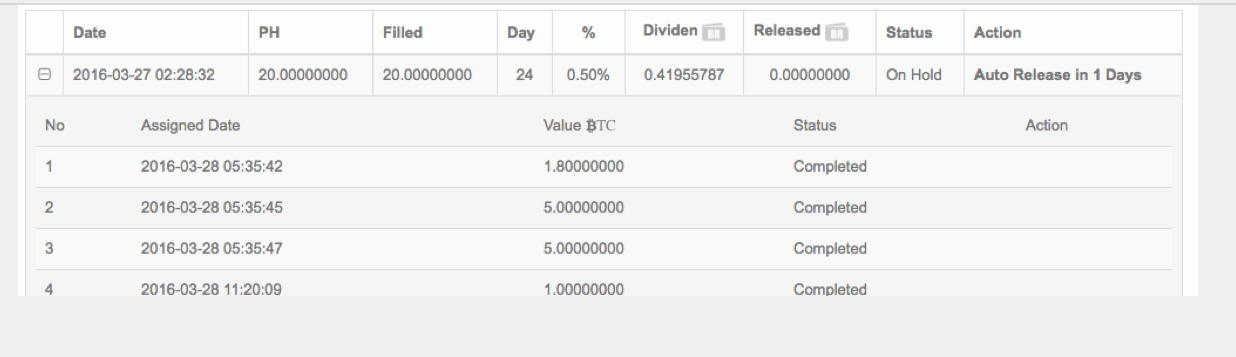 Date PH Filled Day % Dividen Released Status Action
2016-03-27 02:28:32 20.00000000 20.00000000 24 0.50% 0.41955787 0.00000000 On Hold Auto Release in 1 Days
No Assigned Date Value ₿TC Status Action
1 2016-03-28 05:35:42 1.80000000 Completed
2 2016-03-28 05:35:45 5.00000000 Completed
3 2016-03-28 05:35:47 5.00000000 Completed
4 2016-03-28 11:20:09 1.00000000 Completed